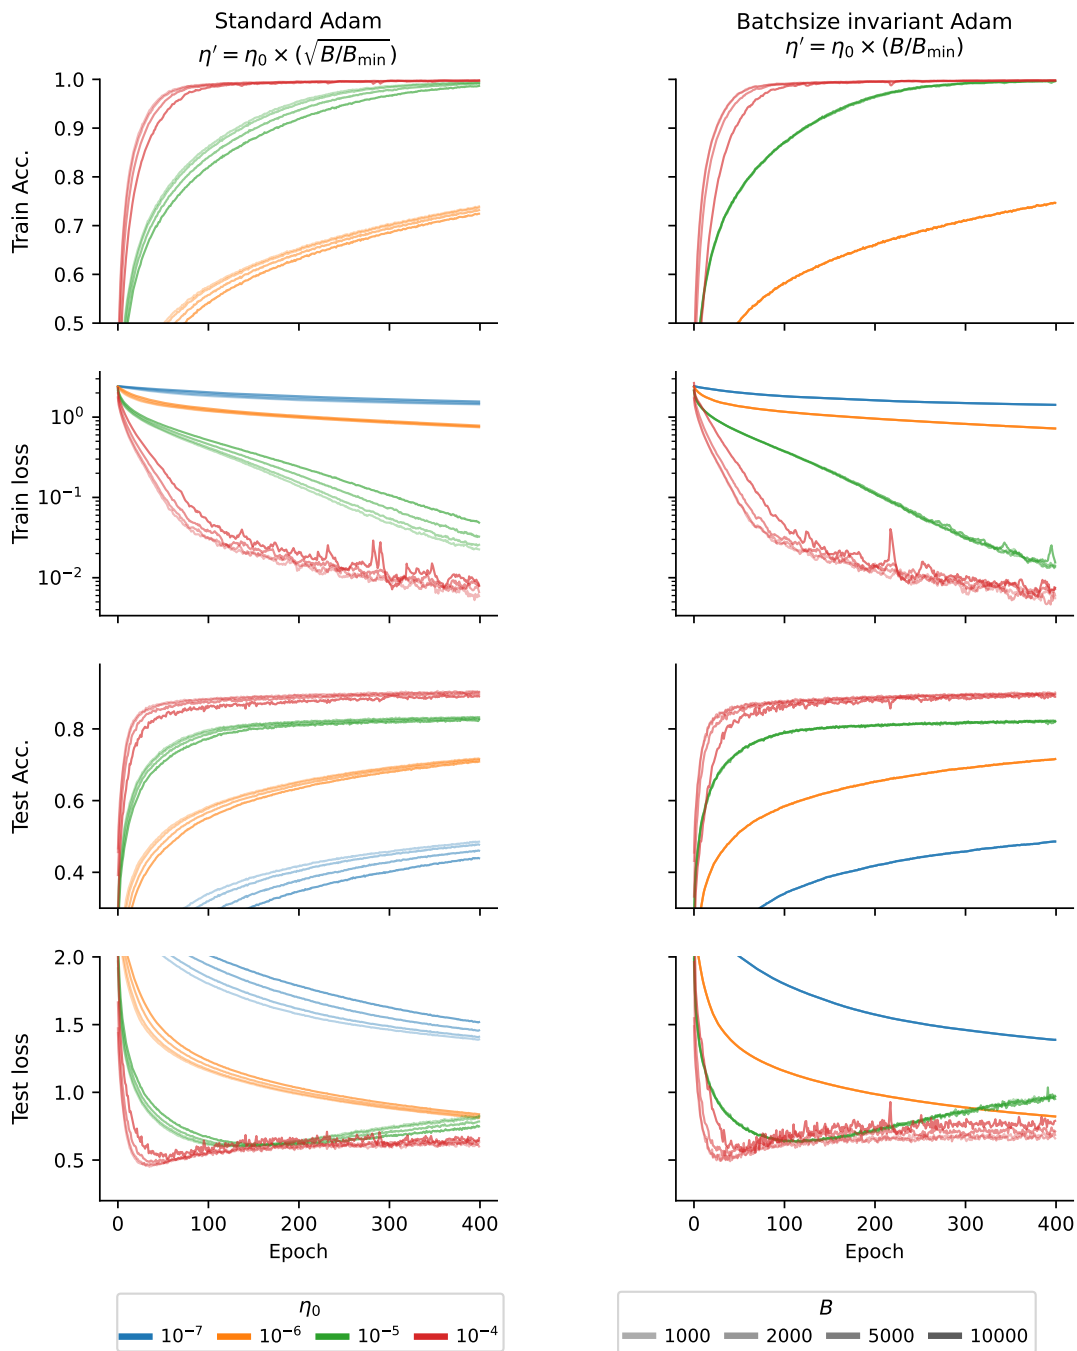 Standard Adam
η′ = η₀ × (√B/B_min)
Batchsize invariant Adam
η′ = η₀ × (B/B_min)
Train Acc.
1.0
0.9
0.8
0.7
0.6
0.5
Train loss
10⁰
10⁻¹
10⁻²
Test Acc.
0.8
0.6
0.4
Test loss
2.0
1.5
1.0
0.5
0 100 200 300 400
Epoch
0 100 200 300 400
Epoch
η₀
10⁻⁷ 10⁻⁶ 10⁻⁵ 10⁻⁴
B
1000 2000 5000 10000